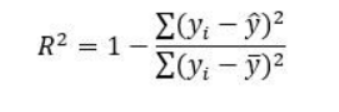 R² = 1 − Σ(yᵢ − ŷ)² / Σ(yᵢ − ȳ)²